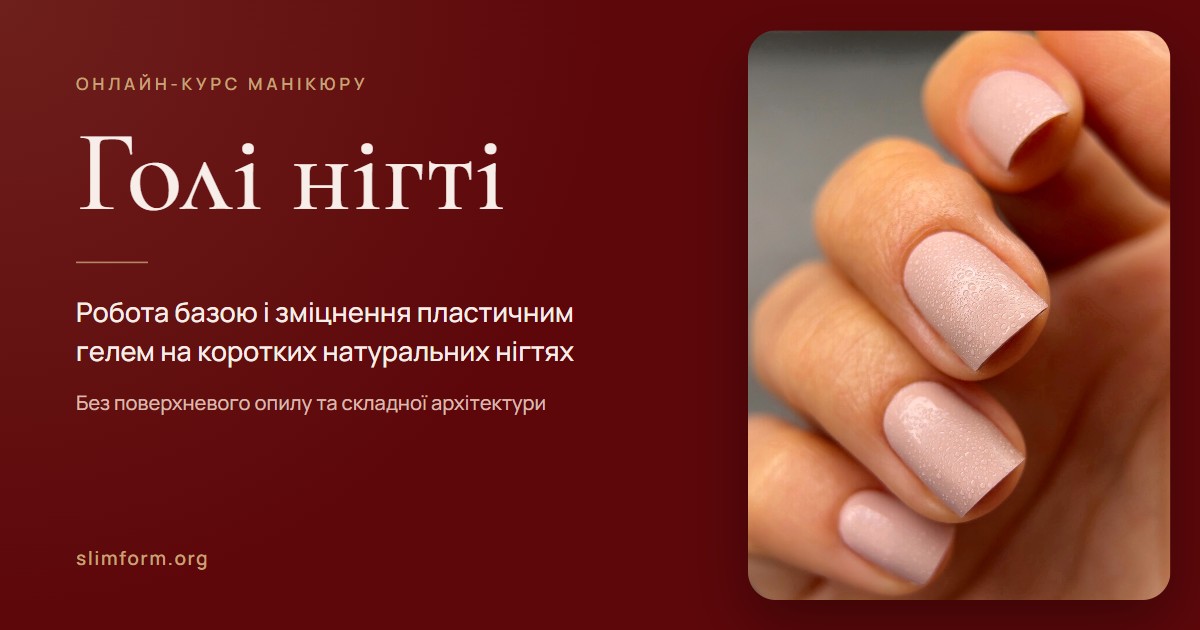 ОНЛАЙН-КУРС МАНІКЮРУ
Голі нігті
Робота базою і зміцнення пластичним
гелем на коротких натуральних нігтях
Без поверхневого опилу та складної архітектури
slimform.org